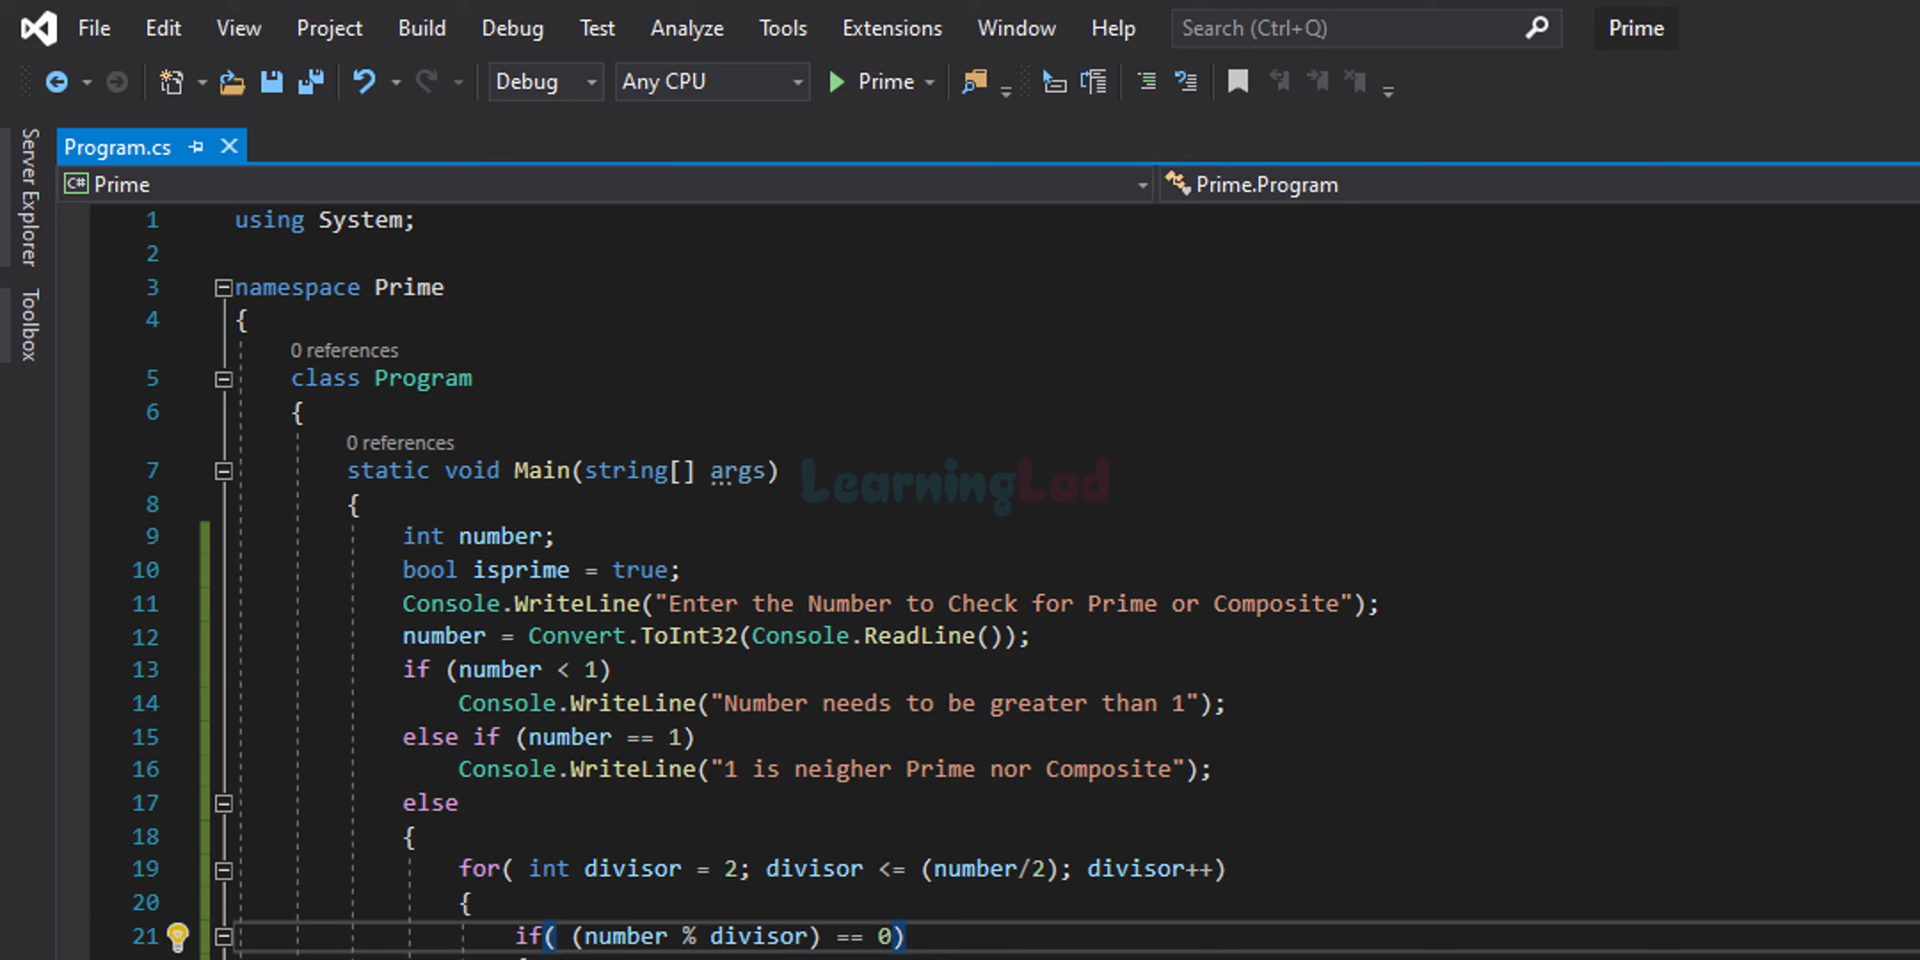 File Edit View Project Build Debug Test Analyze Tools Extensions Window Help Search (Ctrl+Q) Prime
Debug Any CPU Prime
Server Explorer
Toolbox
Program.cs
C# Prime Prime.Program
1 using System;
2
3 namespace Prime
4 {
0 references
5 class Program
6 {
0 references
7 static void Main(string[] args)
LearningLad
8 {
9 int number;
10 bool isprime = true;
11 Console.WriteLine("Enter the Number to Check for Prime or Composite");
12 number = Convert.ToInt32(Console.ReadLine());
13 if (number < 1)
14 Console.WriteLine("Number needs to be greater than 1");
15 else if (number == 1)
16 Console.WriteLine("1 is neigher Prime nor Composite");
17 else
18 {
19 for( int divisor = 2; divisor <= (number/2); divisor++)
20 {
21 if( (number % divisor) == 0)